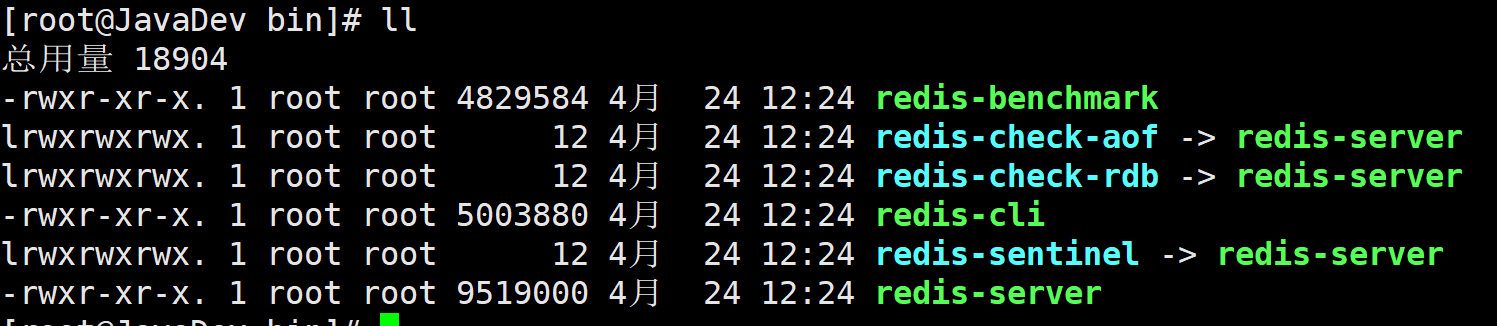 [root@JavaDev bin]# ll
总用量 18904
-rwxr-xr-x. 1 root root 4829584 4月  24 12:24 redis-benchmark
lrwxrwxrwx. 1 root root      12 4月  24 12:24 redis-check-aof -> redis-server
lrwxrwxrwx. 1 root root      12 4月  24 12:24 redis-check-rdb -> redis-server
-rwxr-xr-x. 1 root root 5003880 4月  24 12:24 redis-cli
lrwxrwxrwx. 1 root root      12 4月  24 12:24 redis-sentinel -> redis-server
-rwxr-xr-x. 1 root root 9519000 4月  24 12:24 redis-server
[root@JavaDev bin]#